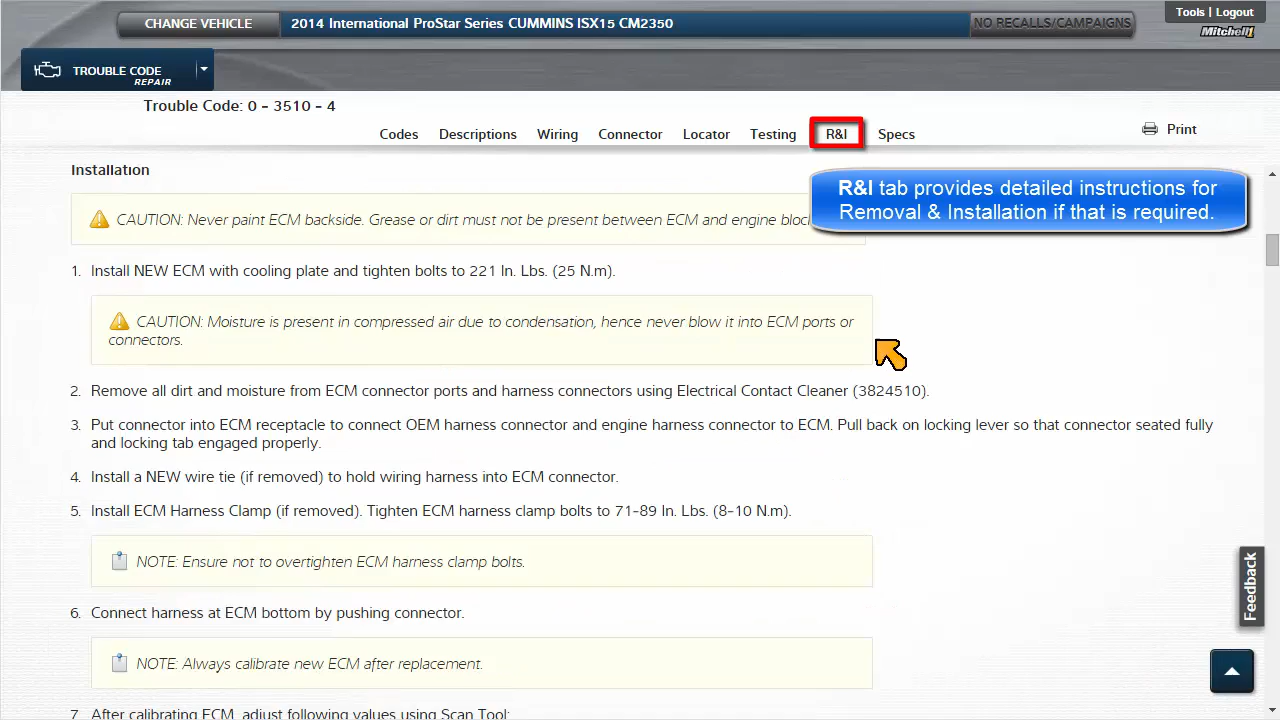 CHANGE VEHICLE
2014 International ProStar Series CUMMINS ISX15 CM2350
NO RECALLS/CAMPAIGNS
Tools | Logout
Mitchell1
TROUBLE CODE
REPAIR
Trouble Code: 0 - 3510 - 4
Codes Descriptions Wiring Connector Locator Testing R&I Specs
Print
Installation
R&I tab provides detailed instructions for
Removal & Installation if that is required.
CAUTION: Never paint ECM backside. Grease or dirt must not be present between ECM and engine bloc
1. Install NEW ECM with cooling plate and tighten bolts to 221 In. Lbs. (25 N.m).
CAUTION: Moisture is present in compressed air due to condensation, hence never blow it into ECM ports or
connectors.
2. Remove all dirt and moisture from ECM connector ports and harness connectors using Electrical Contact Cleaner (3824510).
3. Put connector into ECM receptacle to connect OEM harness connector and engine harness connector to ECM. Pull back on locking lever so that connector seated fully
and locking tab engaged properly.
4. Install a NEW wire tie (if removed) to hold wiring harness into ECM connector.
5. Install ECM Harness Clamp (if removed). Tighten ECM harness clamp bolts to 71-89 In. Lbs. (8-10 N.m).
NOTE: Ensure not to overtighten ECM harness clamp bolts.
Feedback
6. Connect harness at ECM bottom by pushing connector.
NOTE: Always calibrate new ECM after replacement.
7. After calibrating ECM, adjust following values using Scan Tool.